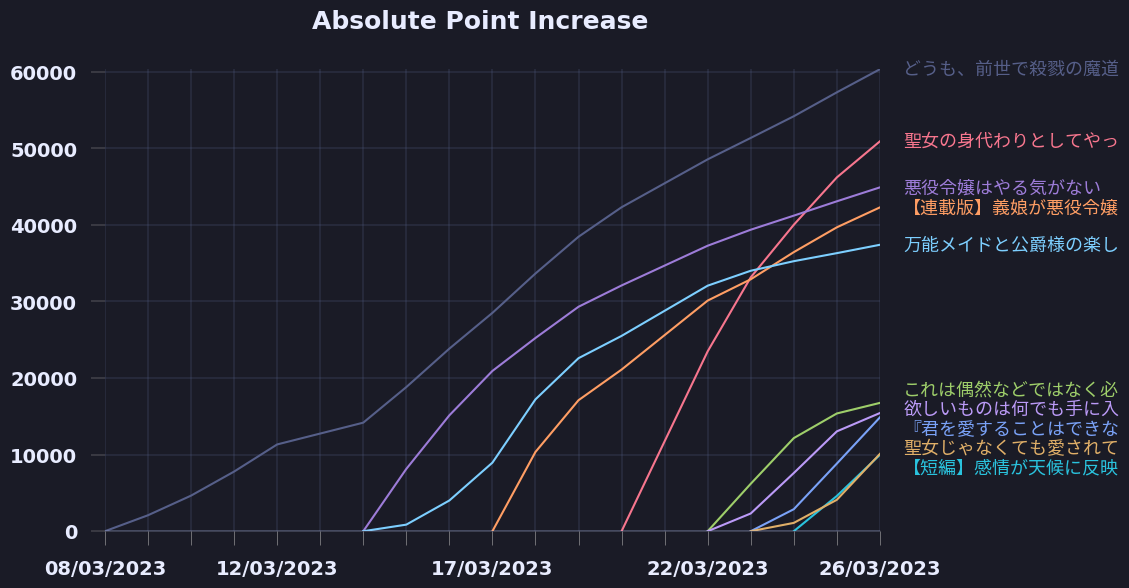 Absolute Point Increase
60000
50000
40000
30000
20000
10000
0
08/03/2023
12/03/2023
17/03/2023
22/03/2023
26/03/2023
どうも、前世で殺戮の魔道
聖女の身代わりとしてやっ
悪役令嬢はやる気がない
【連載版】義娘が悪役令嬢
万能メイドと公爵様の楽し
これは偶然などではなく必
欲しいものは何でも手に入
『君を愛することはできな
聖女じゃなくても愛されて
【短編】感情が天候に反映